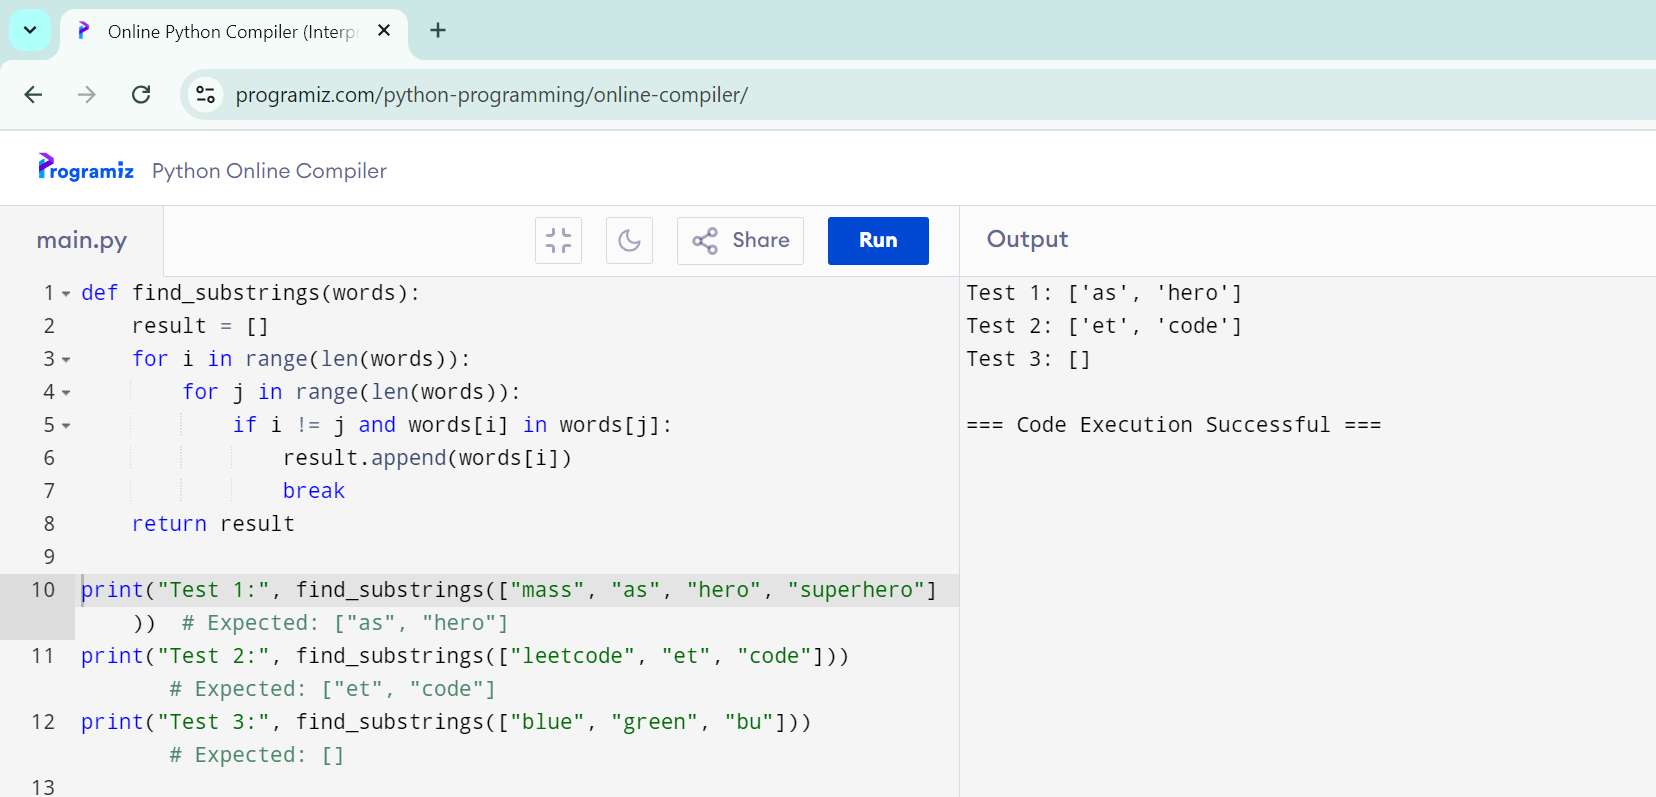 Online Python Compiler (Interp
programiz.com/python-programming/online-compiler/
Programiz Python Online Compiler
main.py
Share
Run
Output
1 def find_substrings(words):
2     result = []
3     for i in range(len(words)):
4         for j in range(len(words)):
5             if i != j and words[i] in words[j]:
6                 result.append(words[i])
7                 break
8     return result
9
10 print("Test 1:", find_substrings(["mass", "as", "hero", "superhero"]
    ))  # Expected: ["as", "hero"]
11 print("Test 2:", find_substrings(["leetcode", "et", "code"]))
       # Expected: ["et", "code"]
12 print("Test 3:", find_substrings(["blue", "green", "bu"]))
       # Expected: []
13
Test 1: ['as', 'hero']
Test 2: ['et', 'code']
Test 3: []
=== Code Execution Successful ===